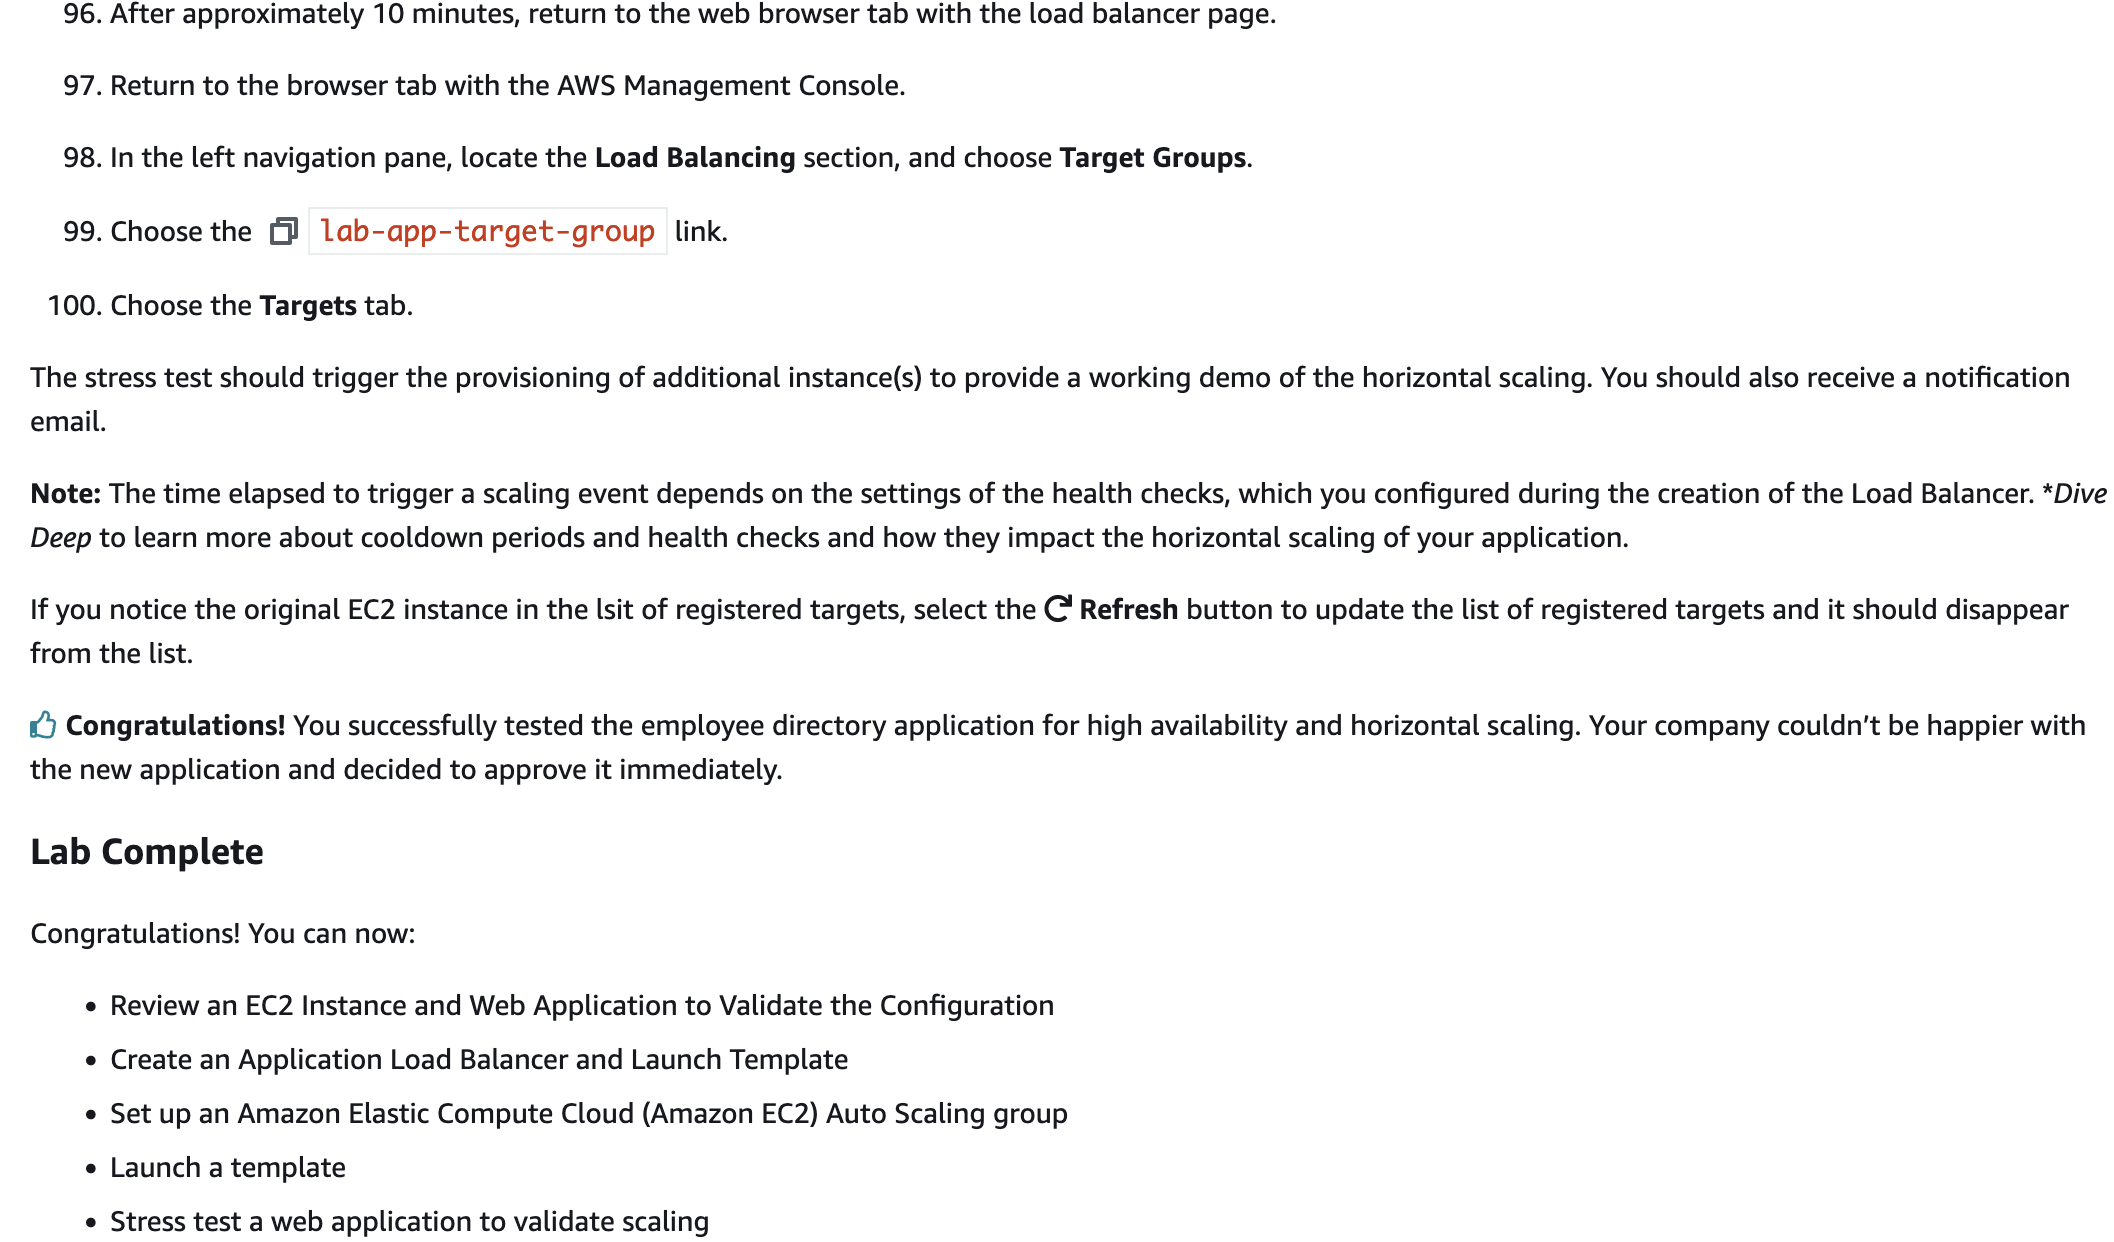 96. After approximately 10 minutes, return to the web browser tab with the load balancer page.
97. Return to the browser tab with the AWS Management Console.
98. In the left navigation pane, locate the Load Balancing section, and choose Target Groups.
99. Choose the lab-app-target-group link.
100. Choose the Targets tab.
The stress test should trigger the provisioning of additional instance(s) to provide a working demo of the horizontal scaling. You should also receive a notification
email.
Note: The time elapsed to trigger a scaling event depends on the settings of the health checks, which you configured during the creation of the Load Balancer. *Dive
Deep to learn more about cooldown periods and health checks and how they impact the horizontal scaling of your application.
If you notice the original EC2 instance in the lsit of registered targets, select the Refresh button to update the list of registered targets and it should disappear
from the list.
Congratulations! You successfully tested the employee directory application for high availability and horizontal scaling. Your company couldn’t be happier with
the new application and decided to approve it immediately.
Lab Complete
Congratulations! You can now:
• Review an EC2 Instance and Web Application to Validate the Configuration
• Create an Application Load Balancer and Launch Template
• Set up an Amazon Elastic Compute Cloud (Amazon EC2) Auto Scaling group
• Launch a template
• Stress test a web application to validate scaling